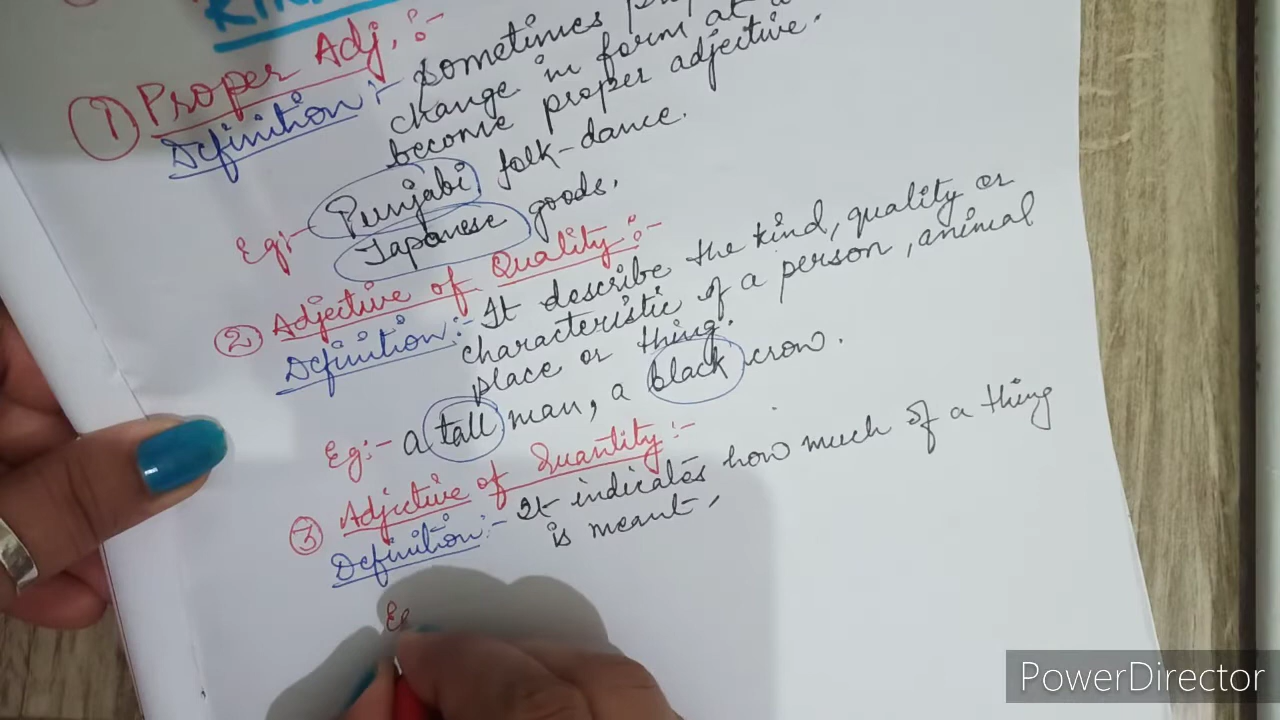 ① Proper Adj. :-
Definition :- Sometimes
change in form at
become proper adjective.
Eg:- Punjabi folk-dance.
Japanese goods.
② Adjective of Quality :-
Definition :- It describe the kind, quality or
characteristic of a person, animal
place or thing.
Eg:- a tall man, a black crow.
③ Adjective of Quantity :-
Definition :- It indicates how much of a thing
is meant,
PowerDirector